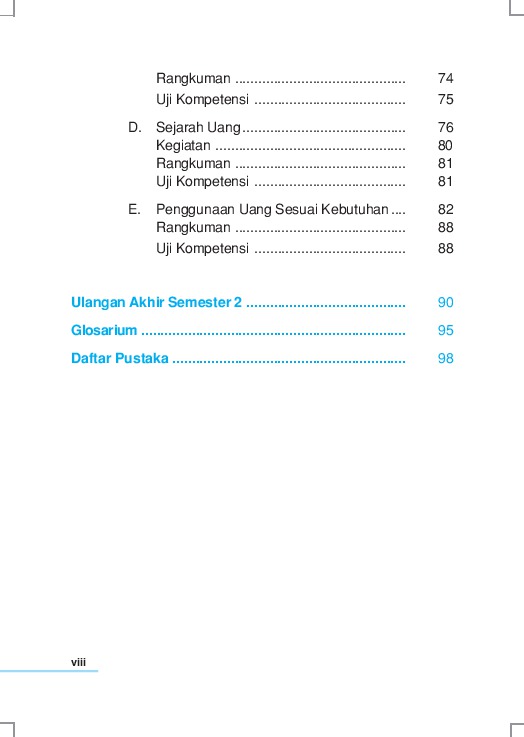 Rangkuman ............................................ 74
Uji Kompetensi ....................................... 75
D. Sejarah Uang.......................................... 76
Kegiatan ................................................. 80
Rangkuman ............................................ 81
Uji Kompetensi ....................................... 81
E. Penggunaan Uang Sesuai Kebutuhan .... 82
Rangkuman ............................................ 88
Uji Kompetensi ....................................... 88
Ulangan Akhir Semester 2 ......................................... 90
Glosarium .................................................................... 95
Daftar Pustaka ............................................................ 98
viii